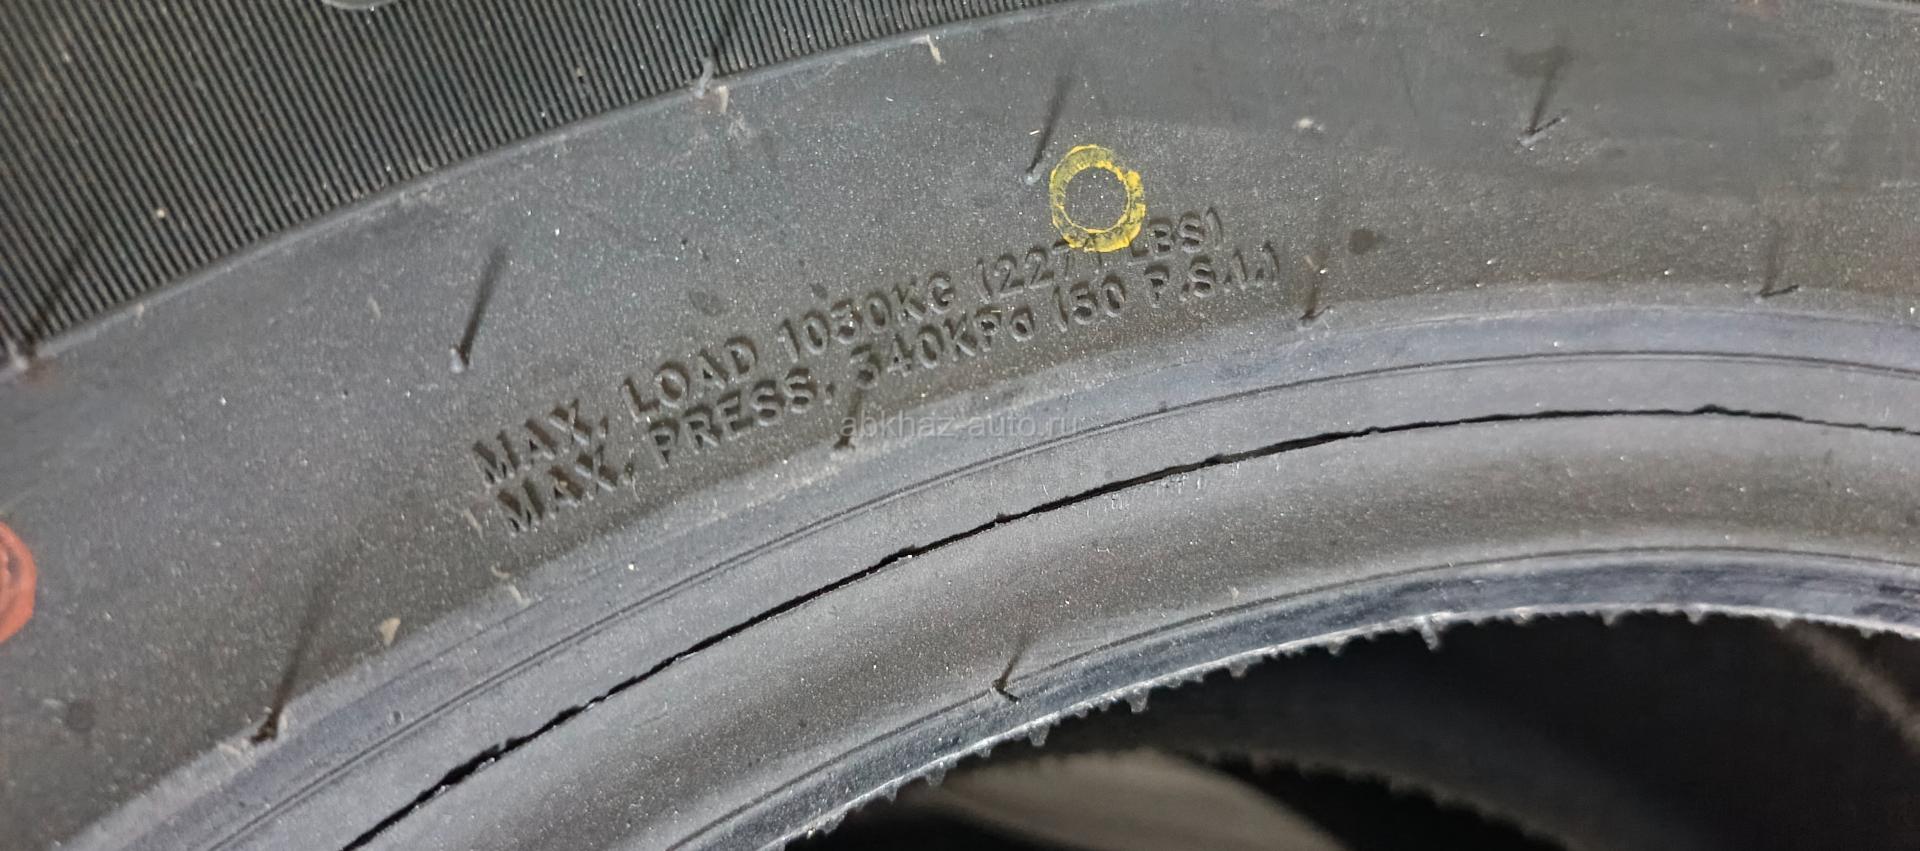 MAX. LOAD 1030KG (2271 LBS)
MAX. PRESS. 340KPa (50 P.S.I.)
abkhaz-auto.ru